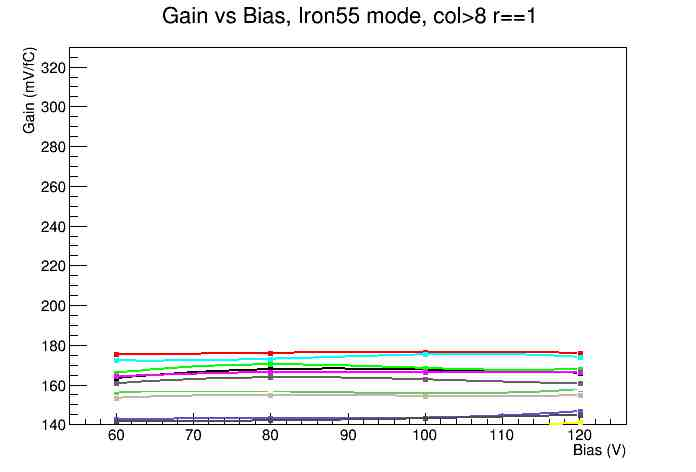 Gain vs Bias, Iron55 mode, col>8 r==1
Gain (mV/fC)
320
300
280
260
240
220
200
180
160
140
60 70 80 90 100 110 120
Bias (V)